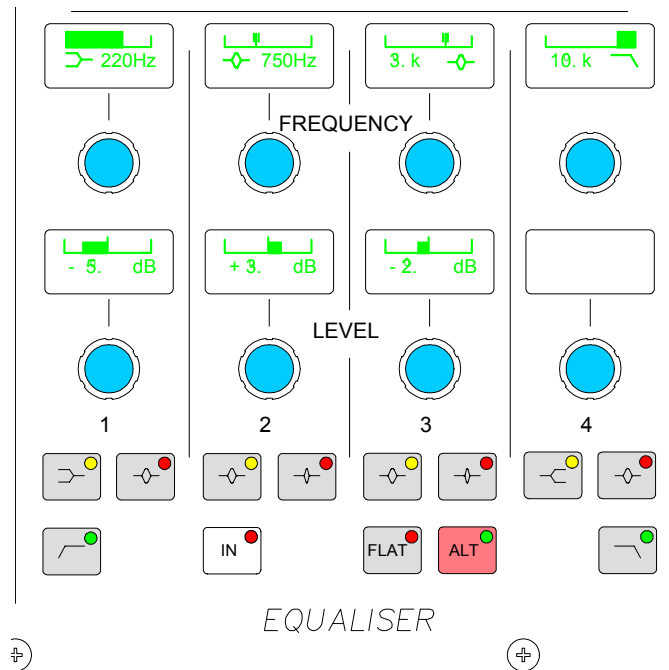 220Hz 750Hz 3. k 10. k
FREQUENCY
- 5. dB + 3. dB - 2. dB
LEVEL
1 2 3 4
IN FLAT ALT
EQUALISER